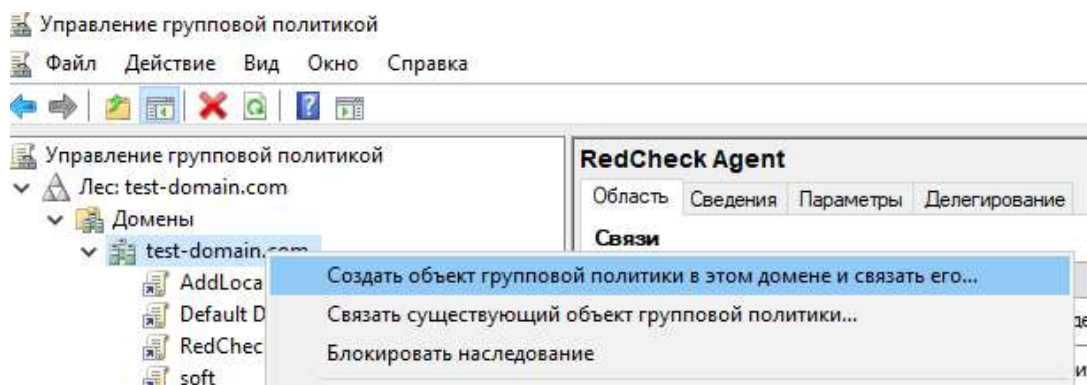 Управление групповой политикой
Файл Действие Вид Окно Справка
Управление групповой политикой
Лес: test-domain.com
Домены
test-domain.com
AddLoca
Default D
RedChec
soft
RedCheck Agent
Область Сведения Параметры Делегирование
Связи
Создать объект групповой политики в этом домене и связать его...
Связать существующий объект групповой политики...
Блокировать наследование